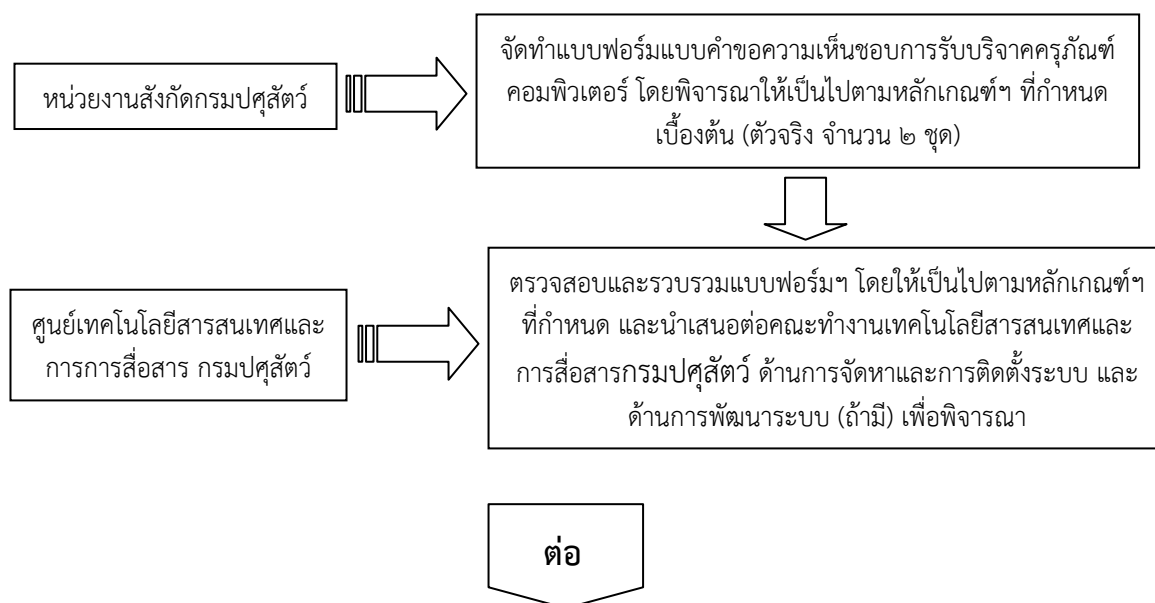 หน่วยงานสังกัดกรมปศุสัตว์
จัดทำแบบฟอร์มแบบคำขอความเห็นชอบการรับบริจาคครุภัณฑ์
คอมพิวเตอร์ โดยพิจารณาให้เป็นไปตามหลักเกณฑ์ฯ ที่กำหนด
เบื้องต้น (ตัวจริง จำนวน ๒ ชุด)
ศูนย์เทคโนโลยีสารสนเทศและ
การการสื่อสาร กรมปศุสัตว์
ตรวจสอบและรวบรวมแบบฟอร์มฯ โดยให้เป็นไปตามหลักเกณฑ์ฯ
ที่กำหนด และนำเสนอต่อคณะทำงานเทคโนโลยีสารสนเทศและ
การสื่อสารกรมปศุสัตว์ ด้านการจัดหาและการติดตั้งระบบ และ
ด้านการพัฒนาระบบ (ถ้ามี) เพื่อพิจารณา
ต่อ